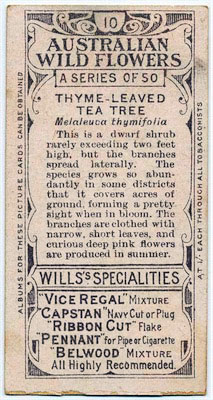 10
AUSTRALIAN
WILD FLOWERS
A SERIES OF 50
THYME-LEAVED
TEA TREE
Melaleuca thymifolia
This is a dwarf shrub
rarely exceeding two feet
high, but the branches
spread laterally. The
species grows so abun-
dantly in some districts
that it covers acres of
ground, forming a pretty
sight when in bloom. The
branches are clothed with
narrow, short leaves, and
curious deep pink flowers
are produced in summer.
WILLS'S SPECIALITIES
"VICE REGAL" MIXTURE
"CAPSTAN" NAVY CUT OR PLUG
"RIBBON CUT" FLAKE
"PENNANT" for PIPE or CIGARETTE
"BELWOOD" MIXTURE
All Highly Recommended.
ALBUMS FOR THESE PICTURE CARDS CAN BE OBTAINED
AT 1/- EACH THROUGH ALL TOBACCONISTS